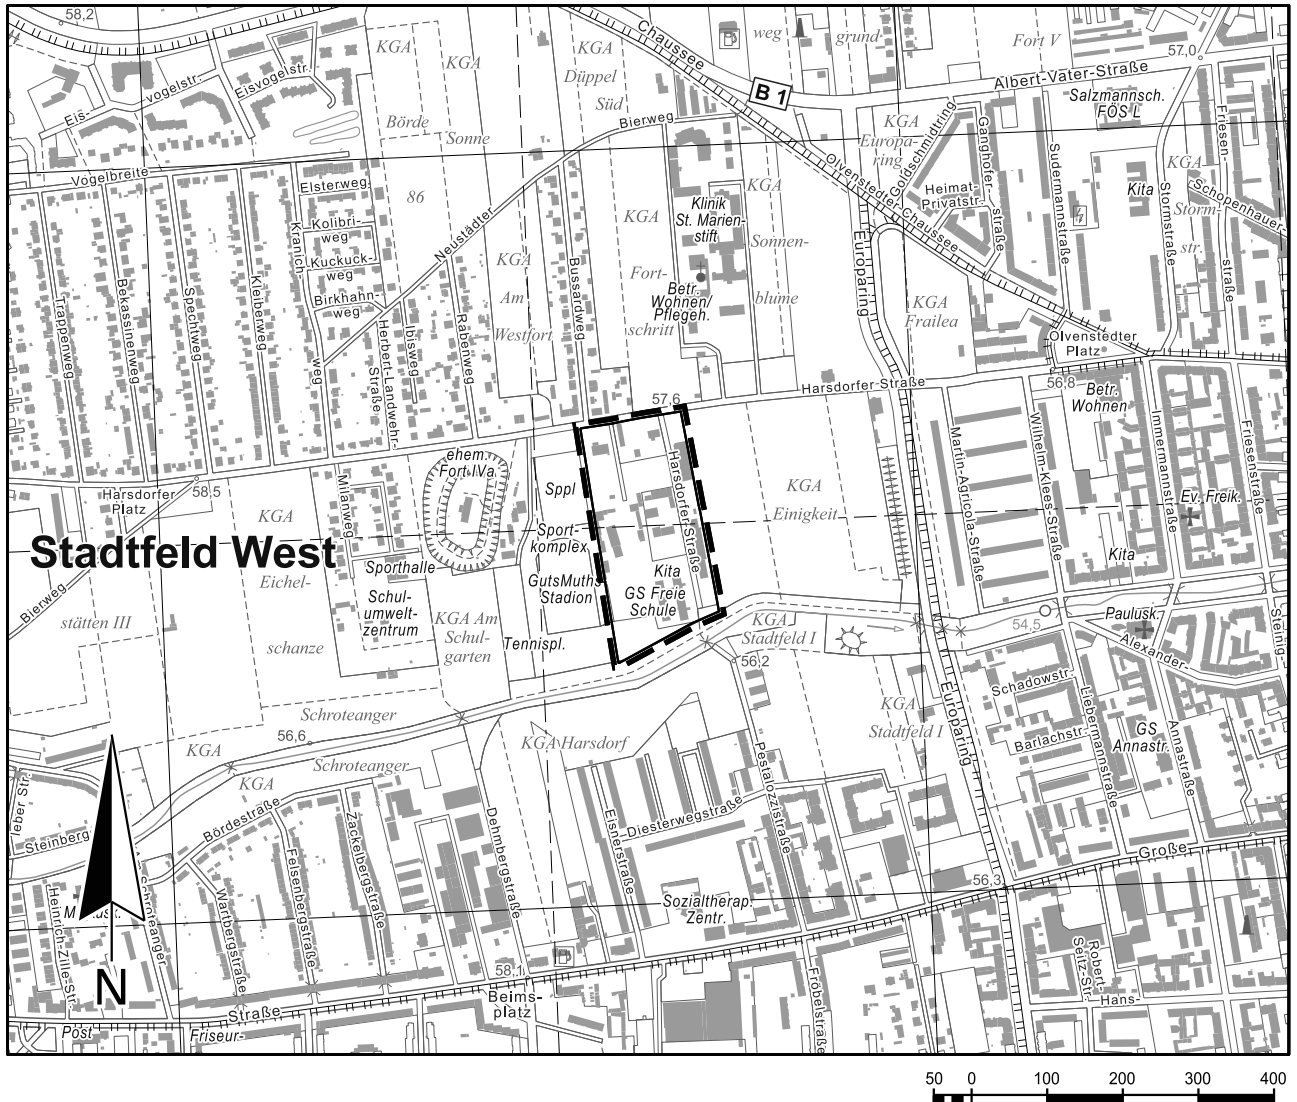 58,2
KGA
KGA
KGA
Düppel
Süd
Chaussee
weg
grund
Fort V
57,0
Albert-Vater-Straße
B 1
Salzmannsch.
FÖS L
Eis-
vogelstr.
Eisvogelstr.
Börde
Sonne
86
Bierweg
Neustädter
KGA
Europa-
ring
Goldschmidtring
Ganghofer-
straße
Sudermannstraße
Heimat-
Privatstr.
Kita
Stormstraße
KGA
Storm-
str.
Friesen-
straße
Schopenhauer-
Olvenstedter Chaussee
Vogelbreite
Elsterweg
Kolibri-
weg
Kuckuck-
weg
Birkhahn-
weg
Kranich-
weg
Trappenweg
Bekassinenweg
Spechtweg
Kleiberweg
Herbert-Landwehr-
Straße
Ibisweg
Rabenweg
KGA
Am
Westfort
Bussardweg
KGA
Fort-
schritt
Klinik
St. Marien-
stift
Betr.
Wohnen/
Pflegeh.
KGA
Sonnen-
blume
Europaring
KGA
Frailea
Olvenstedter
Platz
56,8
Betr.
Wohnen
Harsdorfer Straße
57,6
Harsdorfer
Platz
58,5
Bierweg
Stadtfeld West
KGA
Eichel-
schanze
stätten III
Milanweg
ehem.
Fort IVa
Sporthalle
Schul-
umwelt-
zentrum
KGA Am
Schul-
garten
Sppl
Sport-
komplex
GutsMuths
Stadion
Tennispl.
Harsdorfer Straße
Kita
GS Freie
Schule
KGA
Einigkeit
KGA
Stadtfeld I
56,2
Martin-Agricola-Straße
Wilhelm-Klees-Straße
Immermannstraße
Friesenstraße
Ev. Freik.
Kita
Paulusk.
54,5
Alexander-
Steinig-
Schadowstr.
Barlachstr.
Liebermannstraße
GS
Annastr.
Annastraße
KGA
Stadtfeld I
Europaring
Schroteanger
56,6
Schroteanger
KGA
KGA
KGA Harsdorf
Bördestraße
Steinberg
ieber Str.
Zackelbergstraße
Felsenbergstraße
Wartbergstraße
Dehmbergstraße
Eisnerstraße
Diesterwegstraße
Pestalozzistraße
Sozialtherap.
Zentr.
Große
56,3
58,1
Heinrich-Zille-Str.
Schroteanger
N
Straße
Post
Friseur-
Beims-
platz
Fröbelstraße
Robert-
Seitz-Str.
Hans-
50 0 100 200 300 400